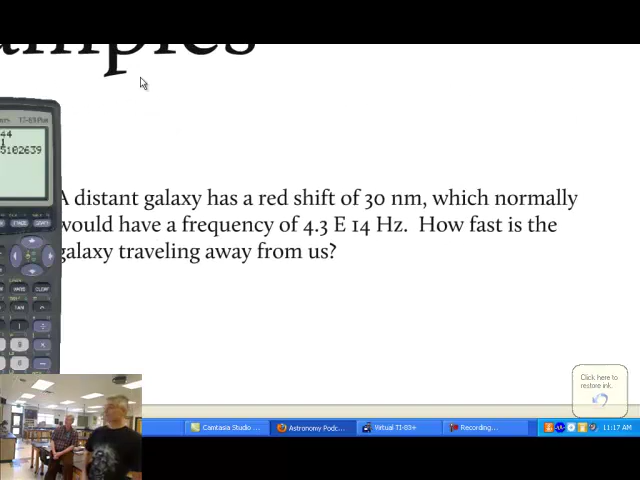 TI-83 Plus
44
5102639
A distant galaxy has a red shift of 30 nm, which normally
would have a frequency of 4.3 E 14 Hz. How fast is the
galaxy traveling away from us?
Click here to
restore ink.
Camtasia Studio ...
Astronomy Podc...
Virtual TI-83+
Recording...
11:17 AM